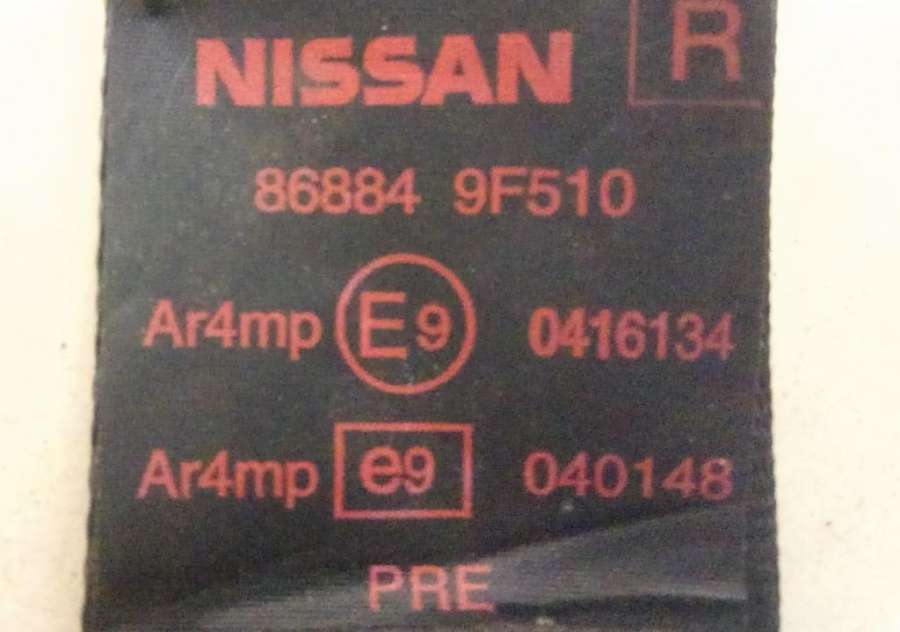 R
NISSAN
86884 9F510
Ar4mp E9 0416134
Ar4mp e9 040148
PRE